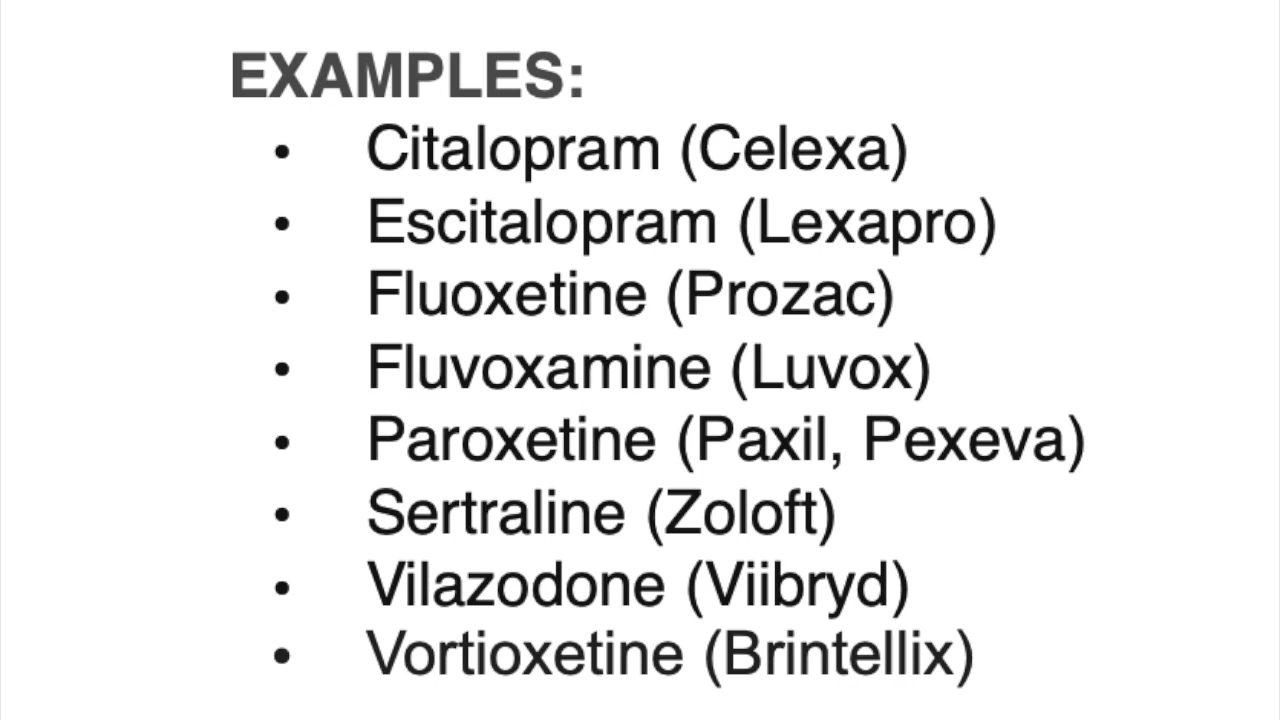 EXAMPLES:
• Citalopram (Celexa)
• Escitalopram (Lexapro)
• Fluoxetine (Prozac)
• Fluvoxamine (Luvox)
• Paroxetine (Paxil, Pexeva)
• Sertraline (Zoloft)
• Vilazodone (Viibryd)
• Vortioxetine (Brintellix)